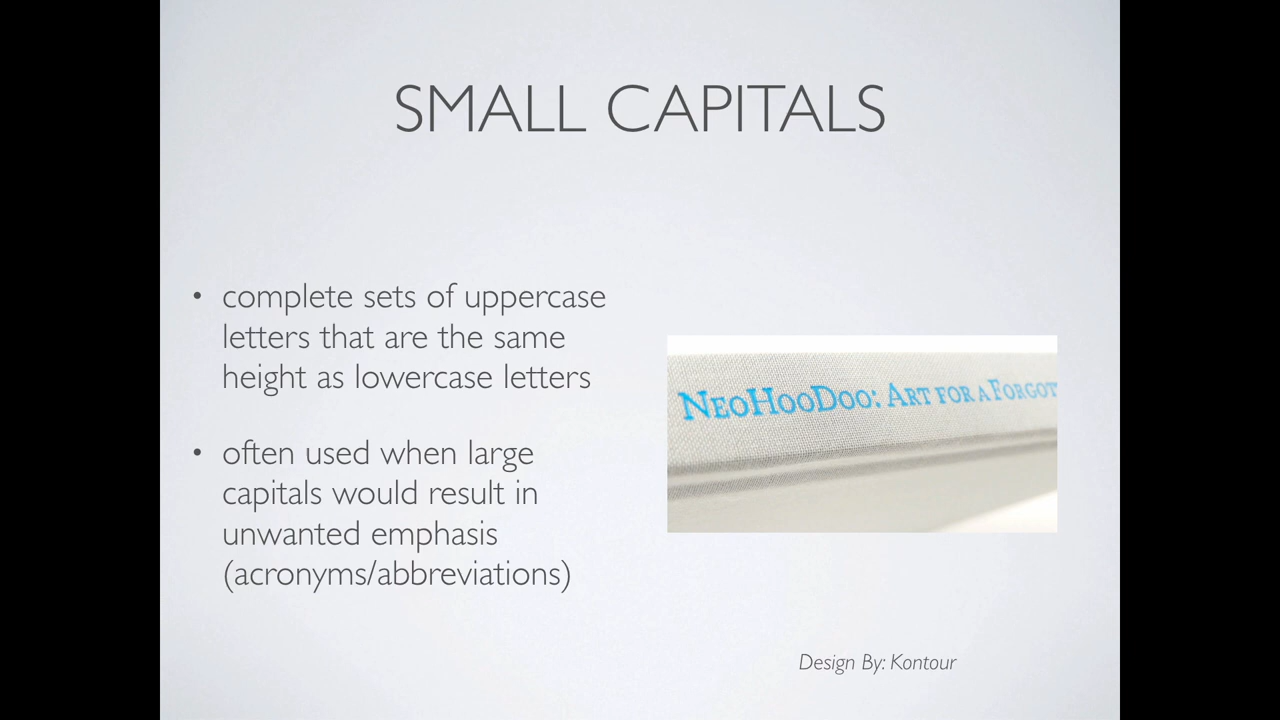 SMALL CAPITALS
• complete sets of uppercase
letters that are the same
height as lowercase letters
• often used when large
capitals would result in
unwanted emphasis
(acronyms/abbreviations)
NEOHOODOO: ART FOR A FORGOT
Design By: Kontour